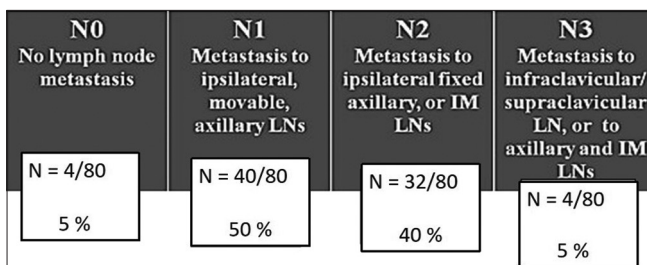 N0
No lymph node
metastasis
N = 4/80
5 %
N1
Metastasis to
ipsilateral,
movable,
axillary LNs
N = 40/80
50 %
N2
Metastasis to
ipsilateral fixed
axillary, or IM
LNs
N = 32/80
40 %
N3
Metastasis to
infraclavicular/
supraclavicular
LN, or to
axillary and IM
LNs
N = 4/80
5 %